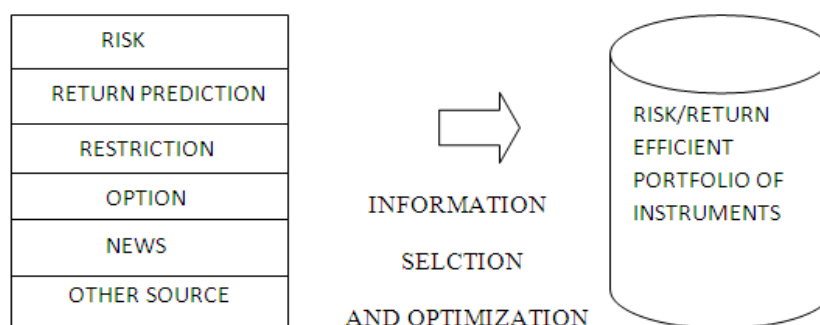 RISK
RETURN PREDICTION
RESTRICTION
OPTION
NEWS
OTHER SOURCE
INFORMATION
SELCTION
AND OPTIMIZATION
RISK/RETURN
EFFICIENT
PORTFOLIO OF
INSTRUMENTS